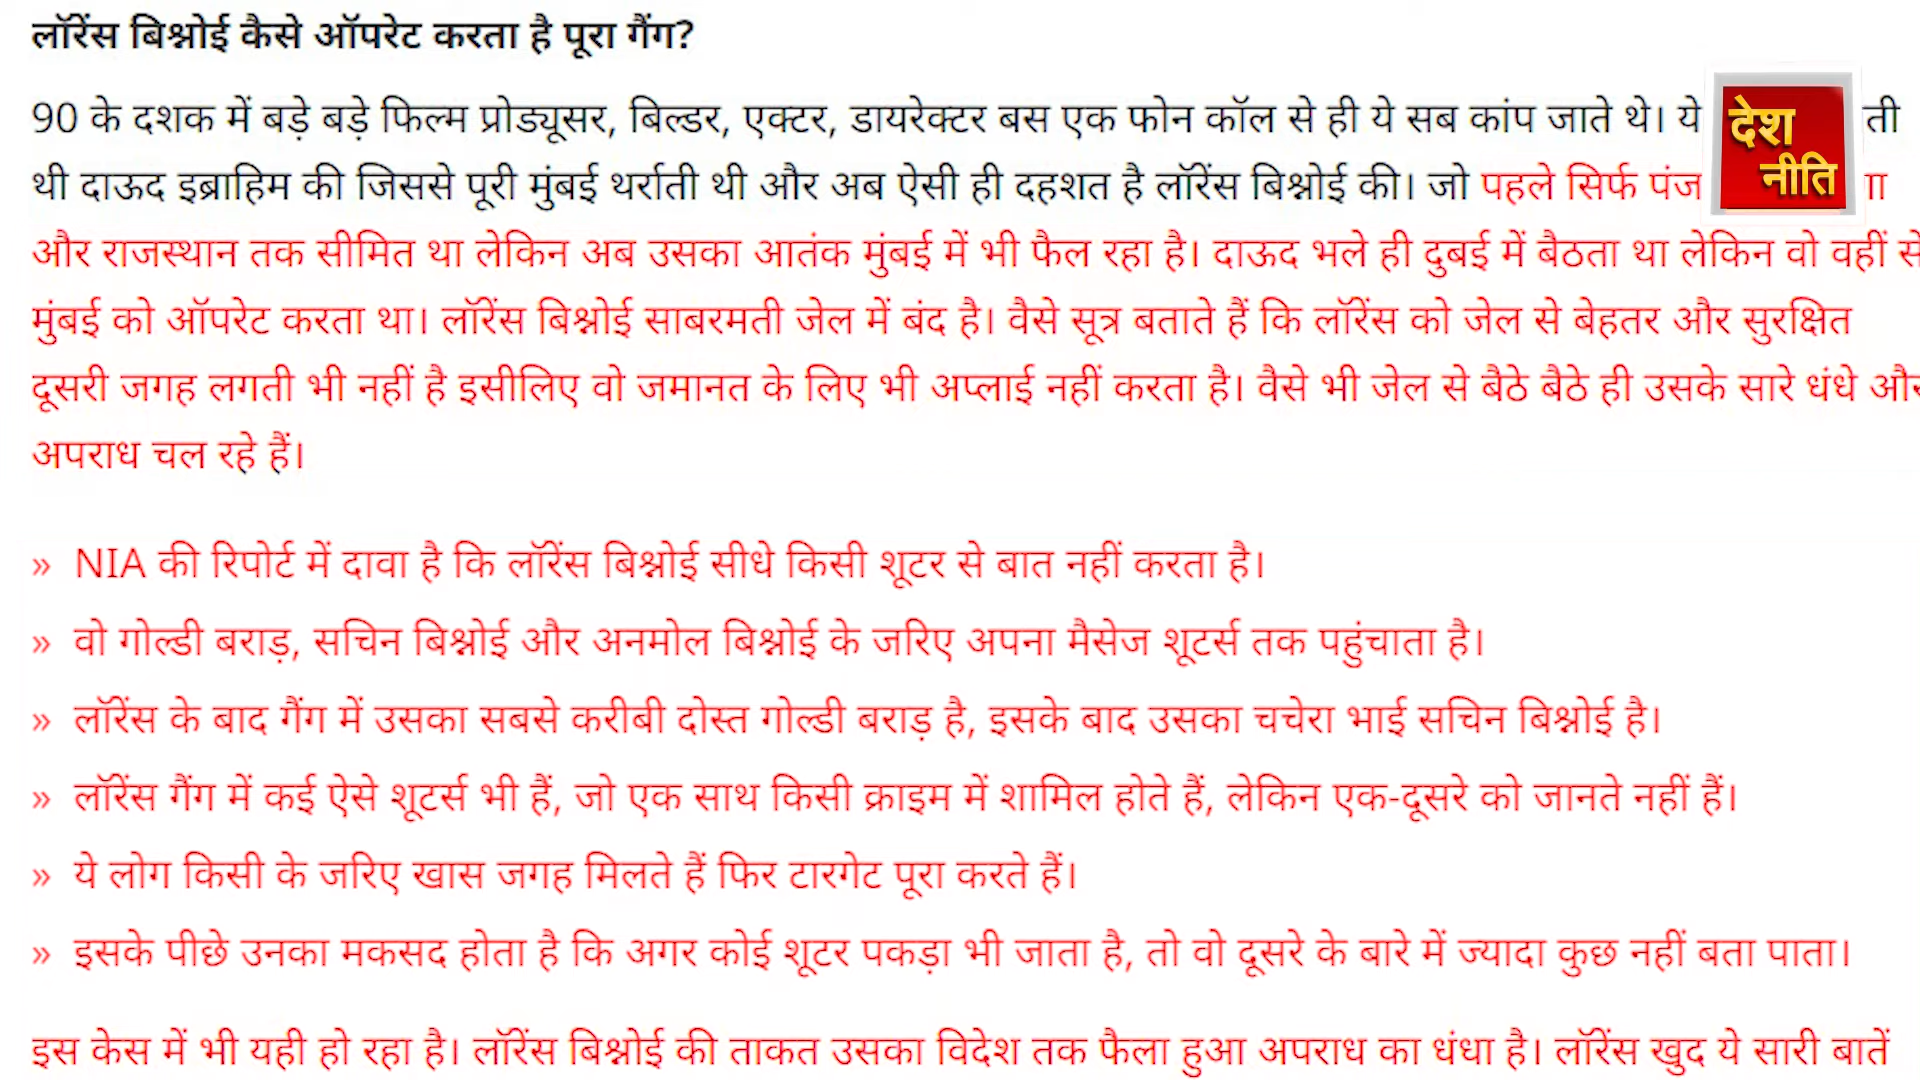 लॉरेंस बिश्नोई कैसे ऑपरेट करता है पूरा गैंग?
90 के दशक में बड़े बड़े फिल्म प्रोड्यूसर, बिल्डर, एक्टर, डायरेक्टर बस एक फोन कॉल से ही ये सब कांप जाते थे। ये
थी दाऊद इब्राहिम की जिससे पूरी मुंबई थर्राती थी और अब ऐसी ही दहशत है लॉरेंस बिश्नोई की। जो पहले सिर्फ
और राजस्थान तक सीमित था लेकिन अब उसका आतंक मुंबई में भी फैल रहा है। दाऊद भले ही दुबई में बैठता था लेकिन वो वहीं से
मुंबई को ऑपरेट करता था। लॉरेंस बिश्नोई साबरमती जेल में बंद है। वैसे सूत्र बताते हैं कि लॉरेंस को जेल से बेहतर और सुरक्षित
दूसरी जगह लगती भी नहीं है इसीलिए वो जमानत के लिए भी अप्लाई नहीं करता है। वैसे भी जेल से बैठे बैठे ही उसके सारे धंधे और
अपराध चल रहे हैं।
» NIA की रिपोर्ट में दावा है कि लॉरेंस बिश्नोई सीधे किसी शूटर से बात नहीं करता है।
» वो गोल्डी बराड़, सचिन बिश्नोई और अनमोल बिश्नोई के जरिए अपना मैसेज शूटर्स तक पहुंचाता है।
» लॉरेंस के बाद गैंग में उसका सबसे करीबी दोस्त गोल्डी बराड़ है, इसके बाद उसका चचेरा भाई सचिन बिश्नोई है।
» लॉरेंस गैंग में कई ऐसे शूटर्स भी हैं, जो एक साथ किसी क्राइम में शामिल होते हैं, लेकिन एक-दूसरे को जानते नहीं हैं।
» ये लोग किसी के जरिए खास जगह मिलते हैं फिर टारगेट पूरा करते हैं।
» इसके पीछे उनका मकसद होता है कि अगर कोई शूटर पकड़ा भी जाता है, तो वो दूसरे के बारे में ज्यादा कुछ नहीं बता पाता।
इस केस में भी यही हो रहा है। लॉरेंस बिश्नोई की ताकत उसका विदेश तक फैला हुआ अपराध का धंधा है। लॉरेंस खुद ये सारी बातें
देश
नीति